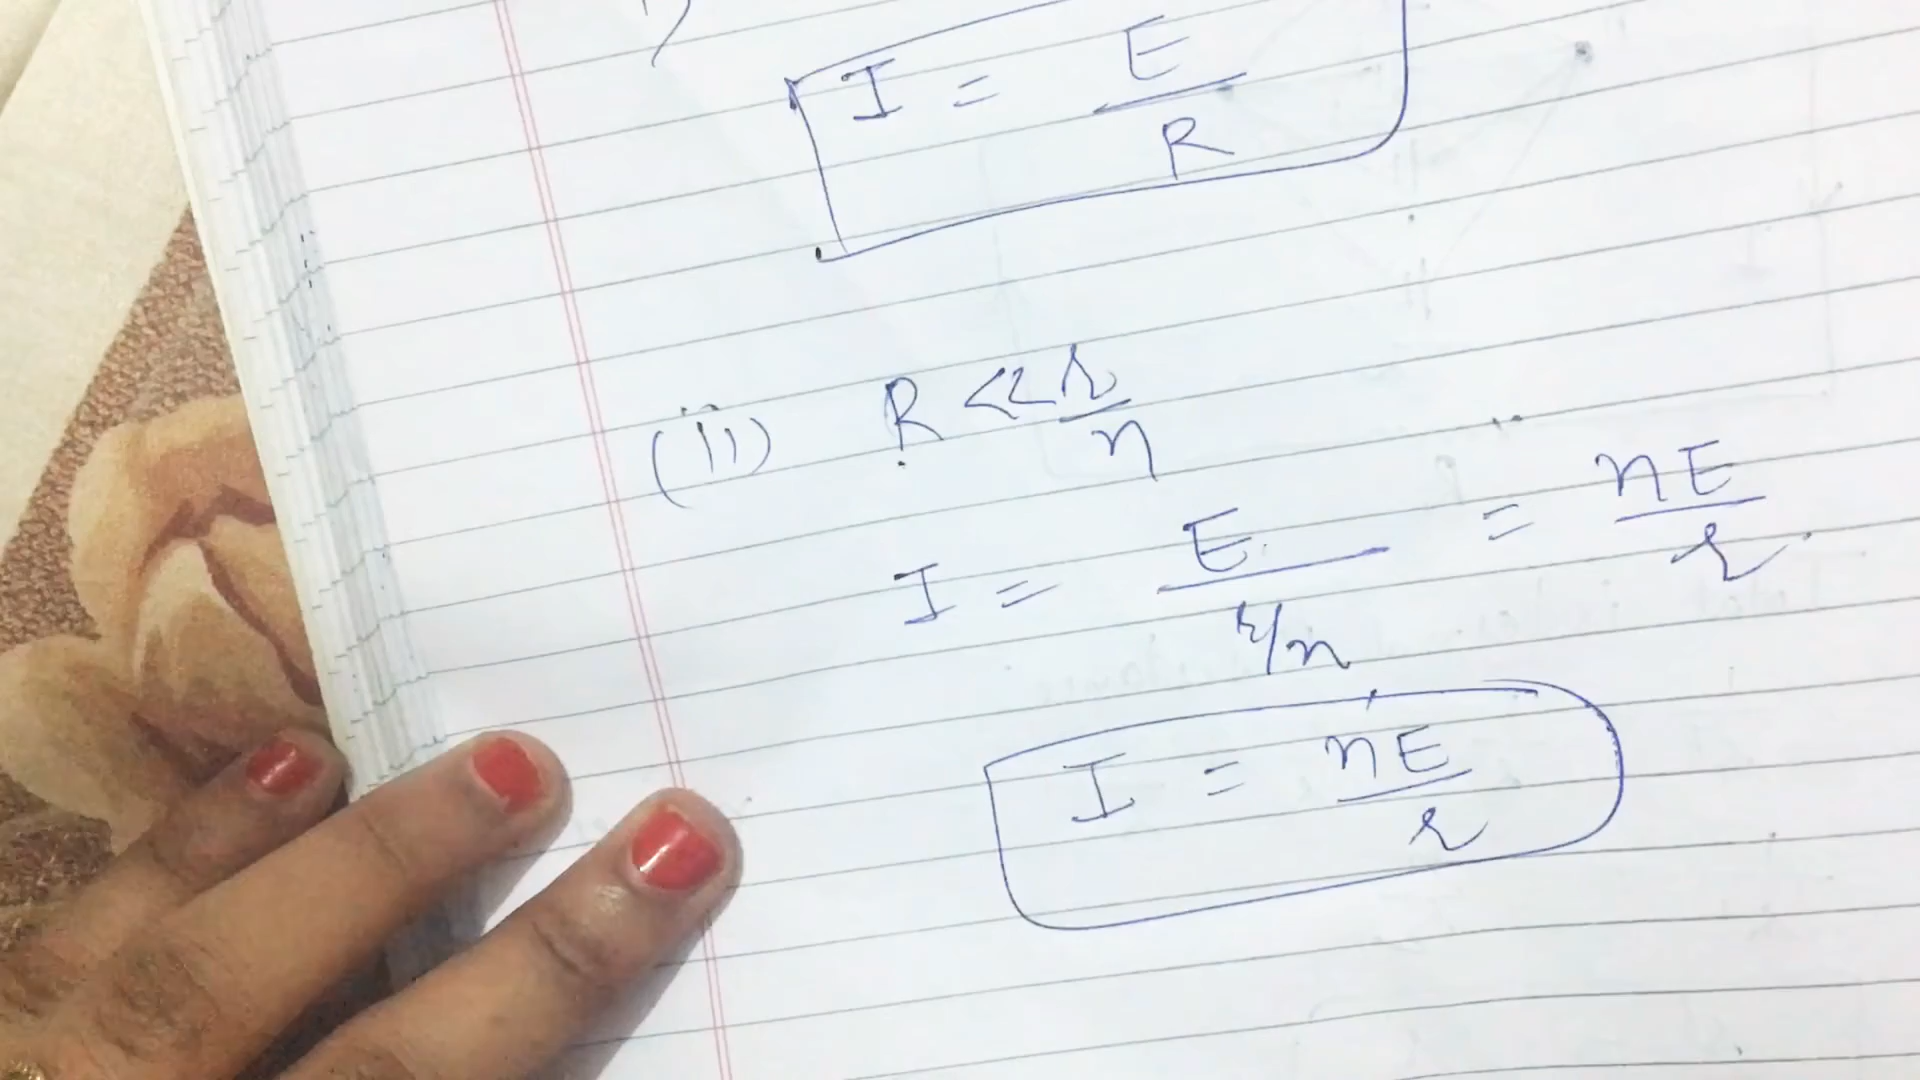 I = E/R
(ii) R << r/n
I = E/(r/n) = nE/r
I = nE/r